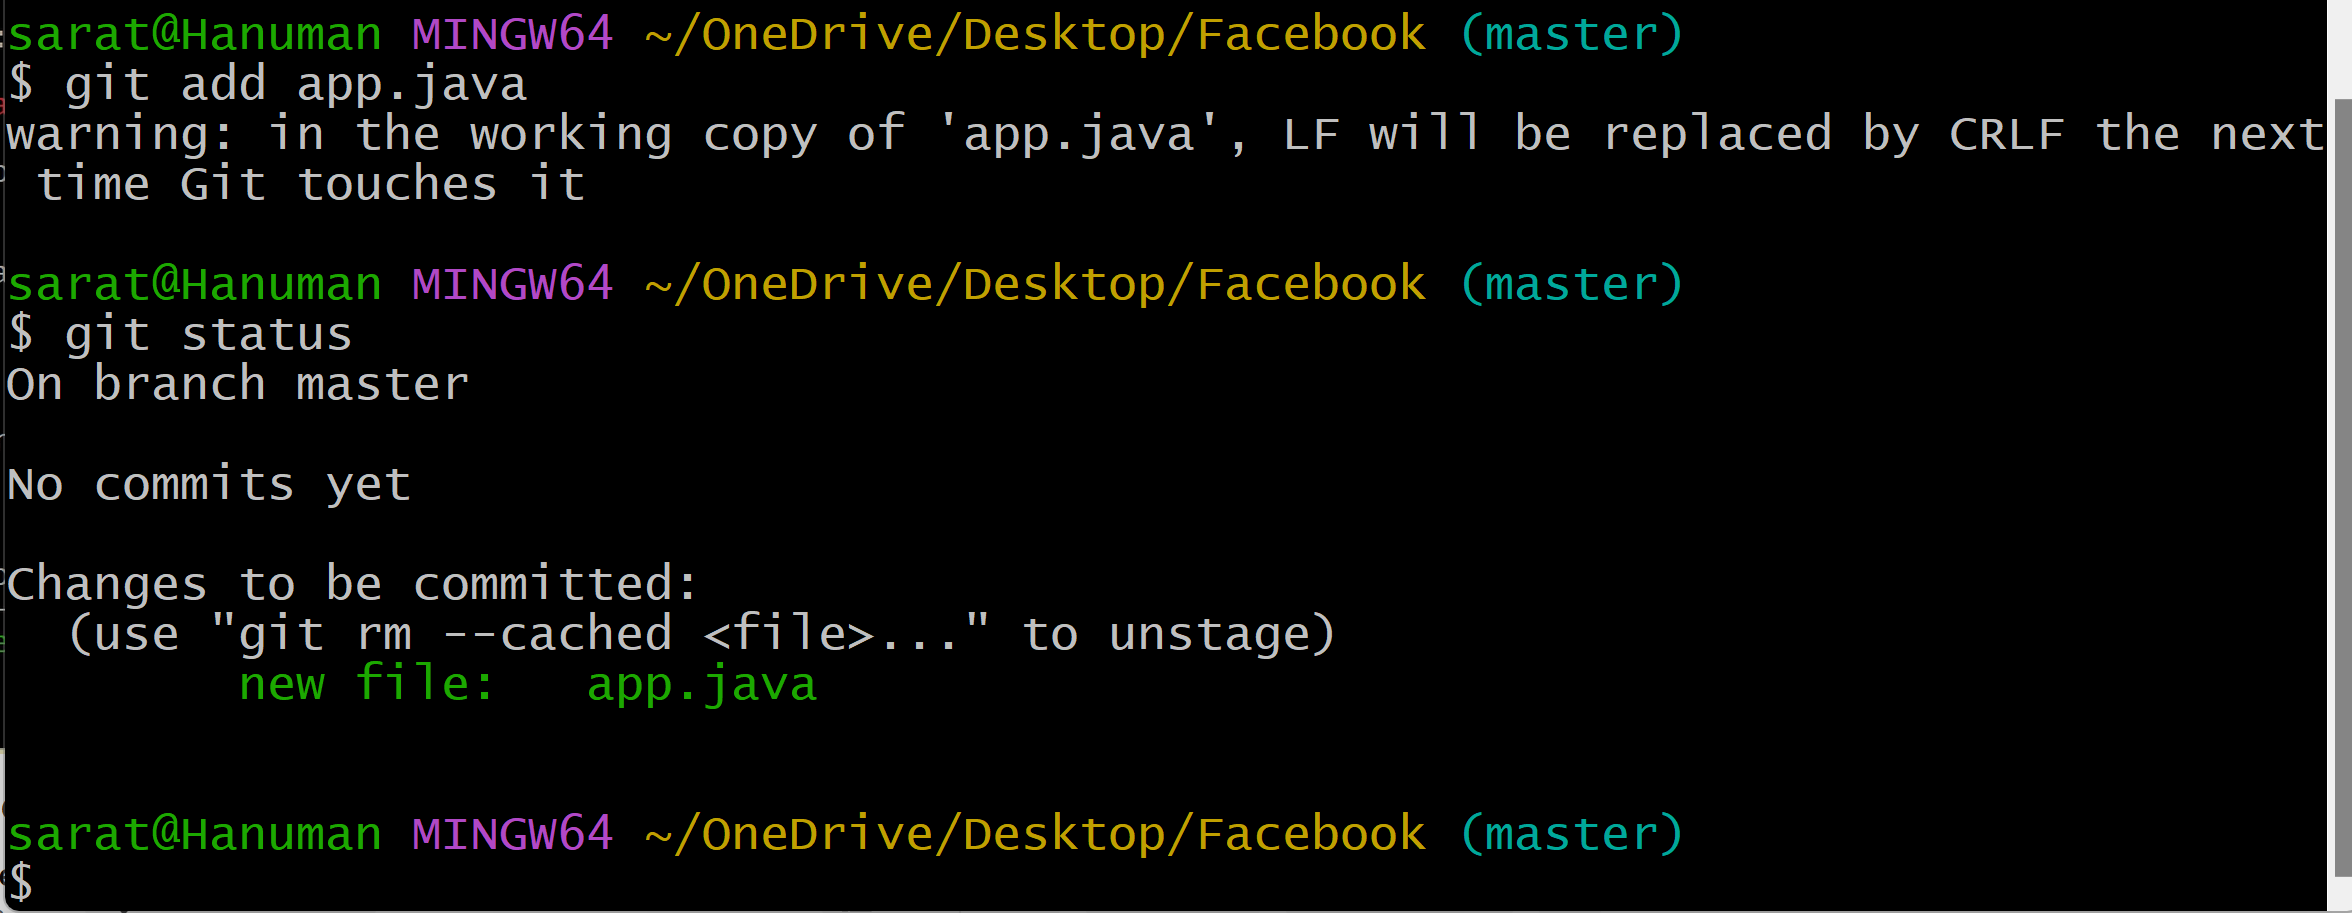 sarat@Hanuman MINGW64 ~/OneDrive/Desktop/Facebook (master)
$ git add app.java
warning: in the working copy of 'app.java', LF will be replaced by CRLF the next
 time Git touches it
sarat@Hanuman MINGW64 ~/OneDrive/Desktop/Facebook (master)
$ git status
On branch master
No commits yet
Changes to be committed:
  (use "git rm --cached <file>..." to unstage)
        new file:   app.java
sarat@Hanuman MINGW64 ~/OneDrive/Desktop/Facebook (master)
$